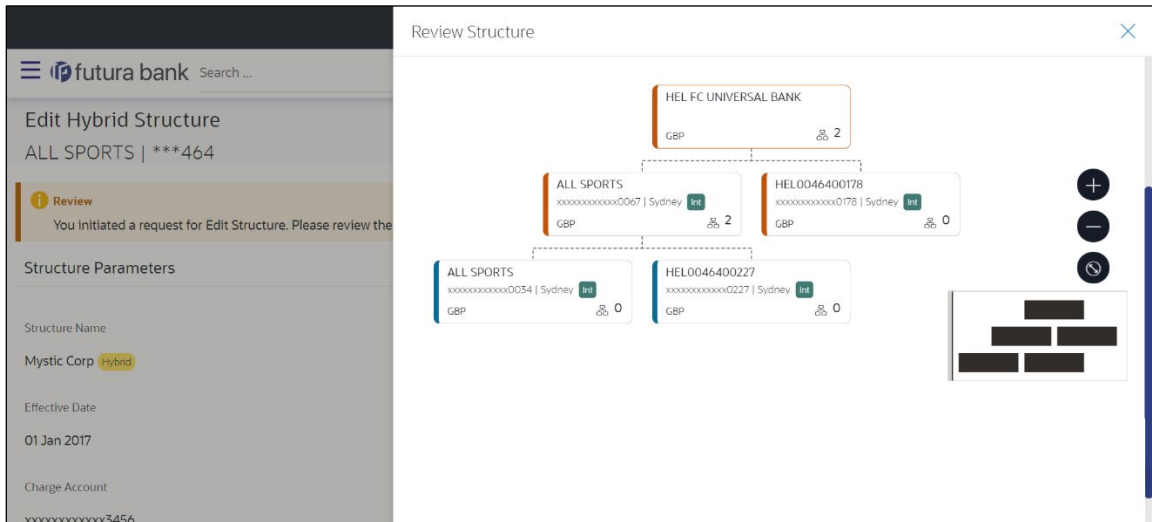 Review Structure
futura bank Search ...
Edit Hybrid Structure
ALL SPORTS | ***464
Review
You initiated a request for Edit Structure. Please review the
Structure Parameters
Structure Name
Mystic Corp Hybrid
Effective Date
01 Jan 2017
Charge Account
xxxxxxxxxxxx3456
HEL FC UNIVERSAL BANK
GBP 2
ALL SPORTS
xxxxxxxxxxxx0067 | Sydney Int
GBP 2
HEL0046400178
xxxxxxxxxxxx0178 | Sydney Int
GBP 0
ALL SPORTS
xxxxxxxxxxxx0034 | Sydney Int
GBP 0
HEL0046400227
xxxxxxxxxxxx0227 | Sydney Int
GBP 0